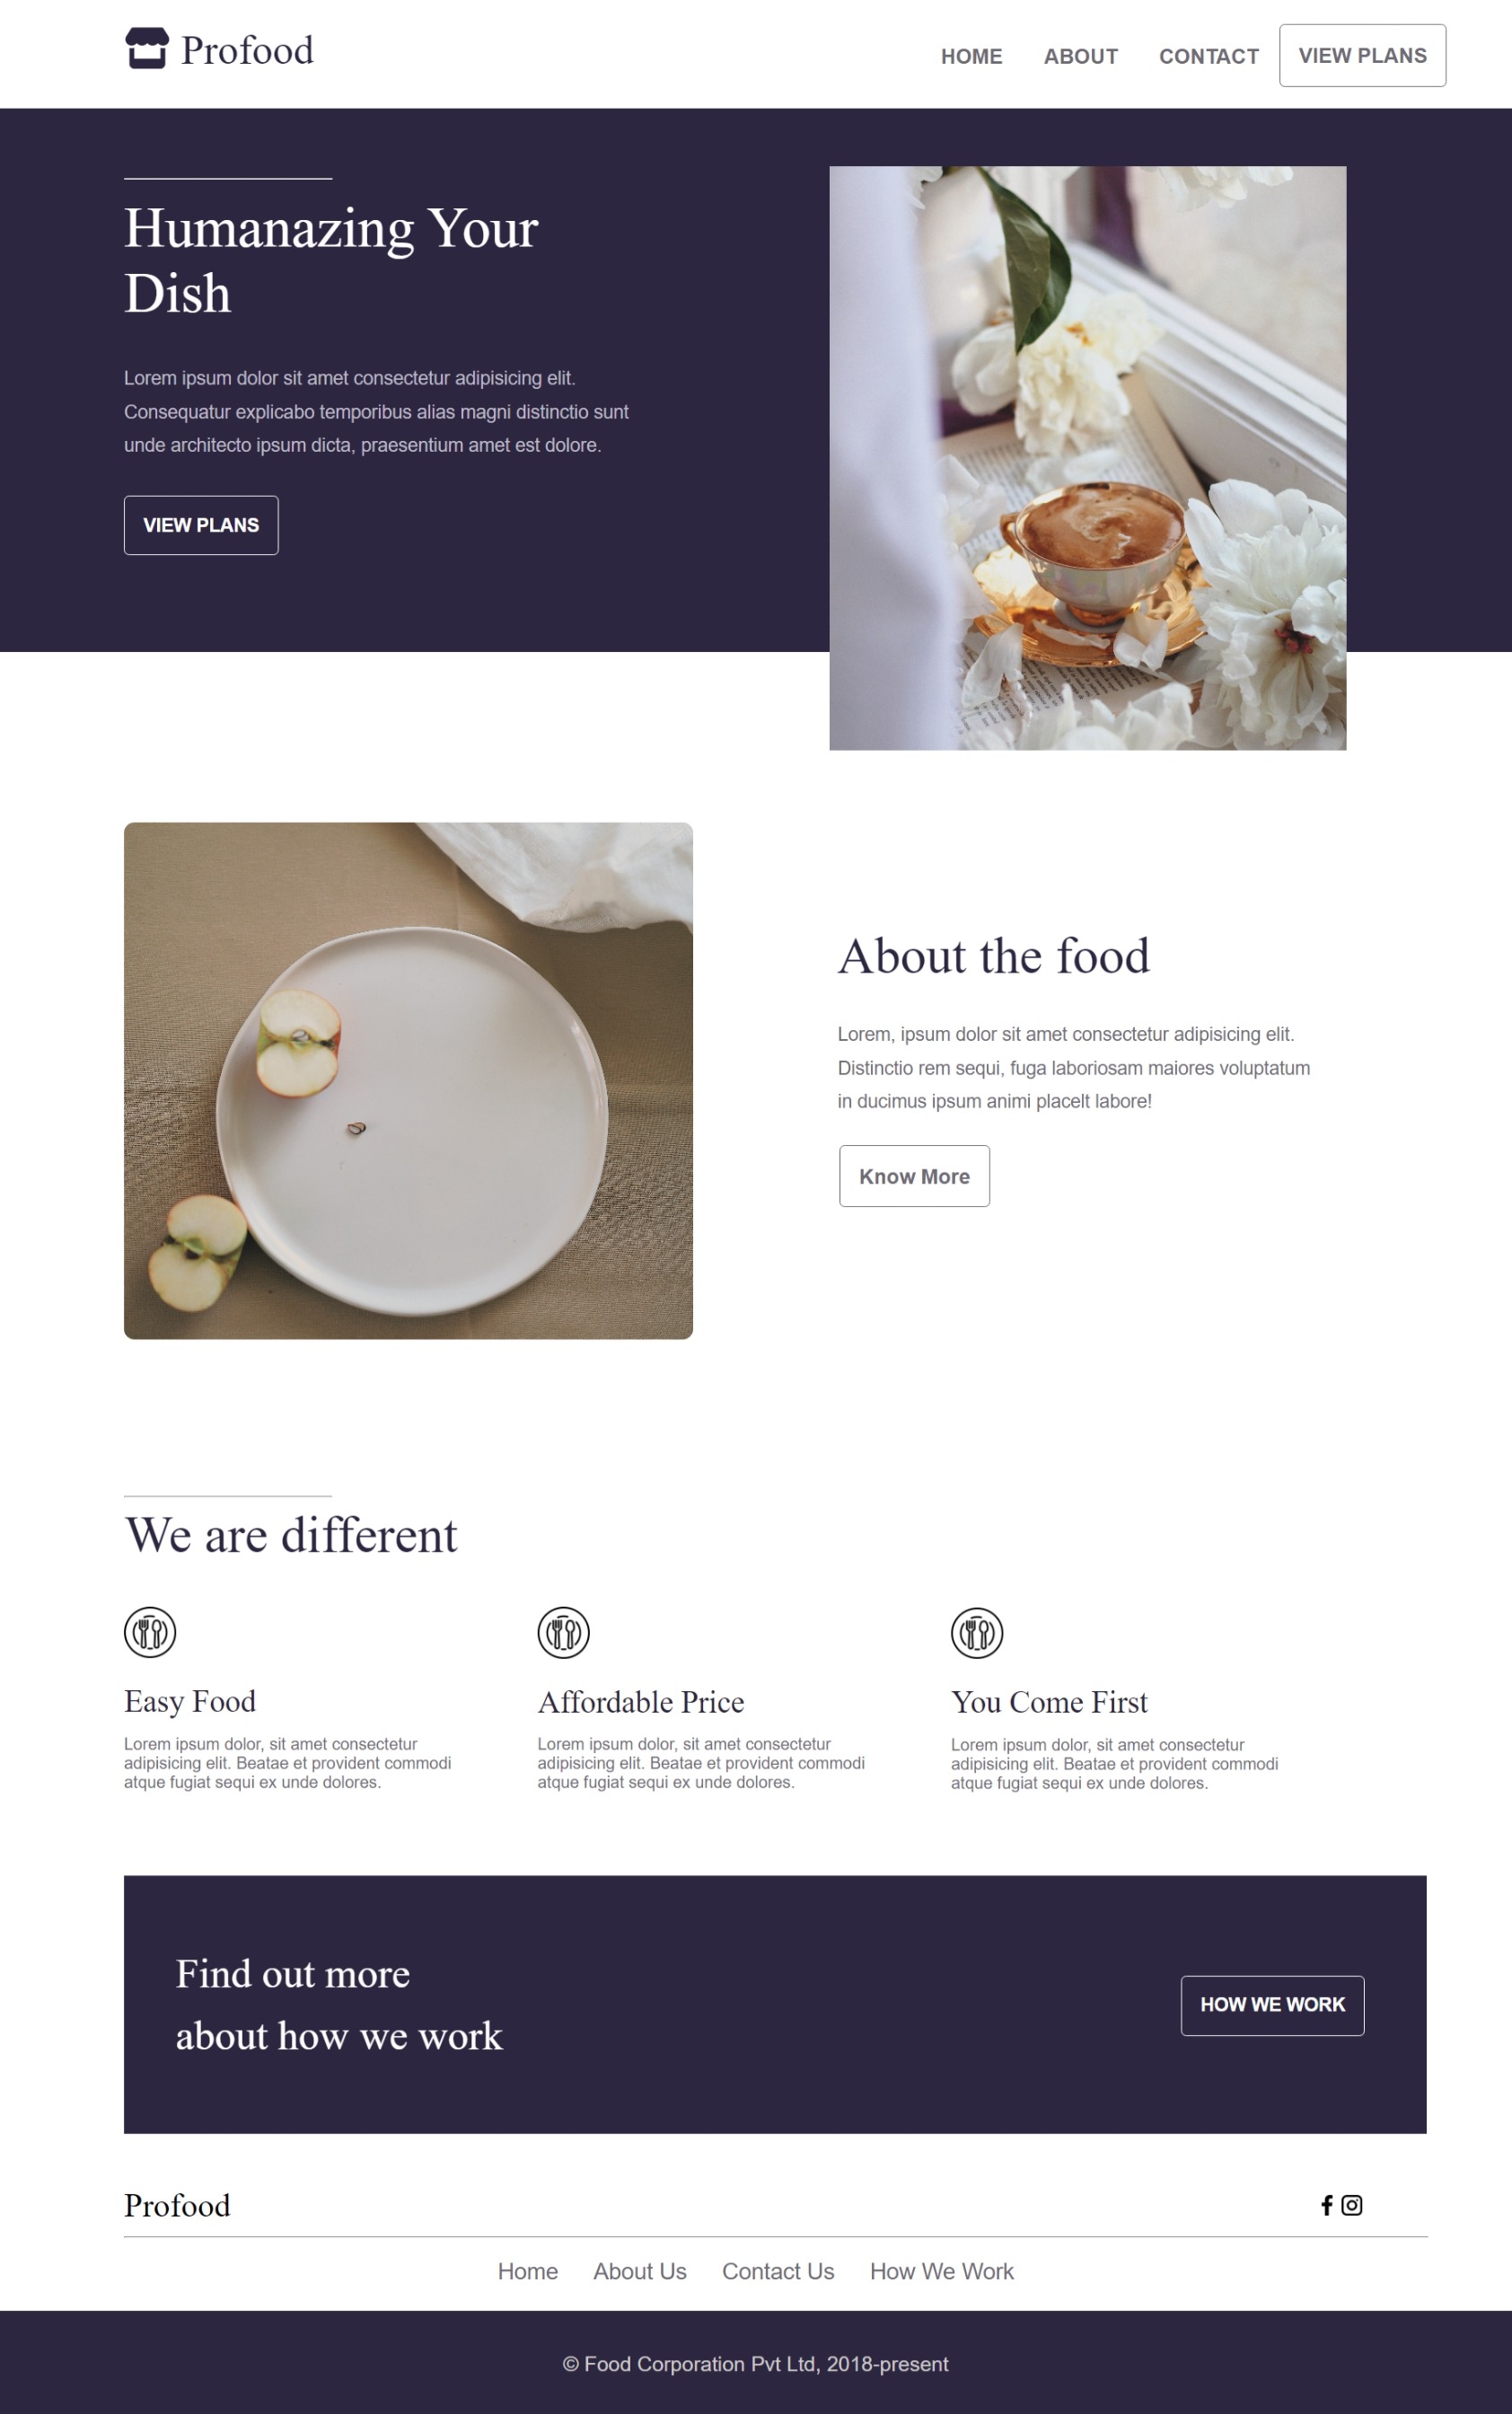 Profood
HOME ABOUT CONTACT VIEW PLANS
Humanazing Your
Dish
Lorem ipsum dolor sit amet consectetur adipisicing elit.
Consequatur explicabo temporibus alias magni distinctio sunt
unde architecto ipsum dicta, praesentium amet est dolore.
VIEW PLANS
About the food
Lorem, ipsum dolor sit amet consectetur adipisicing elit.
Distinctio rem sequi, fuga laboriosam maiores voluptatum
in ducimus ipsum animi placelt labore!
Know More
We are different
Easy Food
Lorem ipsum dolor, sit amet consectetur
adipisicing elit. Beatae et provident commodi
atque fugiat sequi ex unde dolores.
Affordable Price
Lorem ipsum dolor, sit amet consectetur
adipisicing elit. Beatae et provident commodi
atque fugiat sequi ex unde dolores.
You Come First
Lorem ipsum dolor, sit amet consectetur
adipisicing elit. Beatae et provident commodi
atque fugiat sequi ex unde dolores.
Find out more
about how we work
HOW WE WORK
Profood
Home About Us Contact Us How We Work
© Food Corporation Pvt Ltd, 2018-present